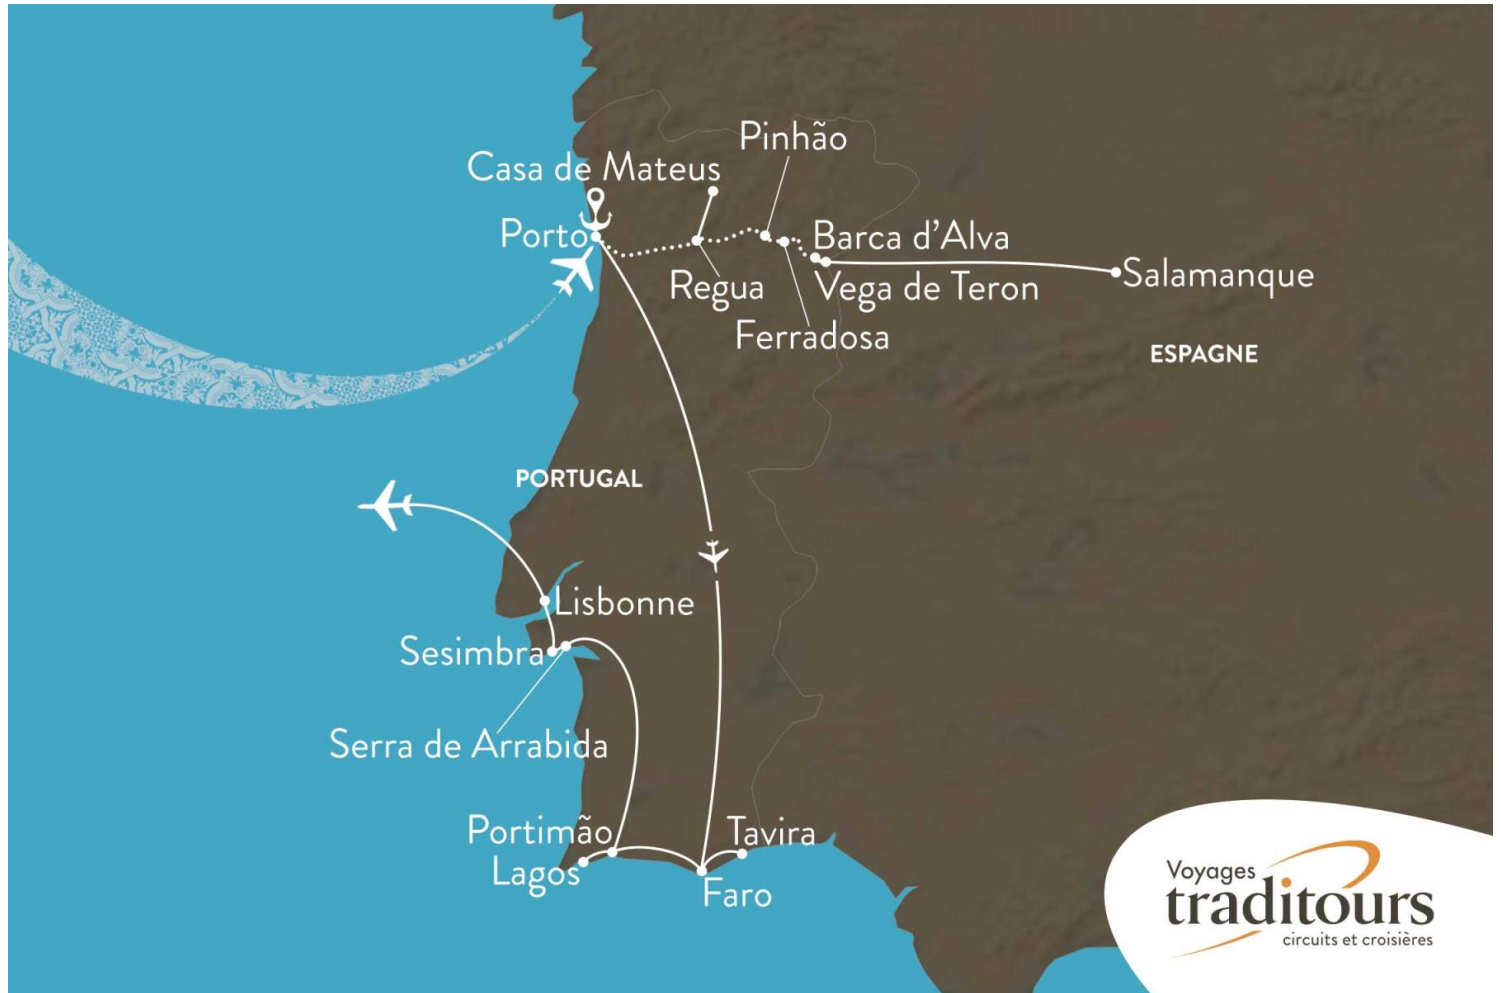 Pinhão
Casa de Mateus
Porto
Barca d'Alva
Regua
Vega de Teron
Salamanque
Ferradosa
ESPAGNE
PORTUGAL
Lisbonne
Sesimbra
Serra de Arrabida
Portimão
Tavira
Lagos
Faro
Voyages
traditours
circuits et croisières